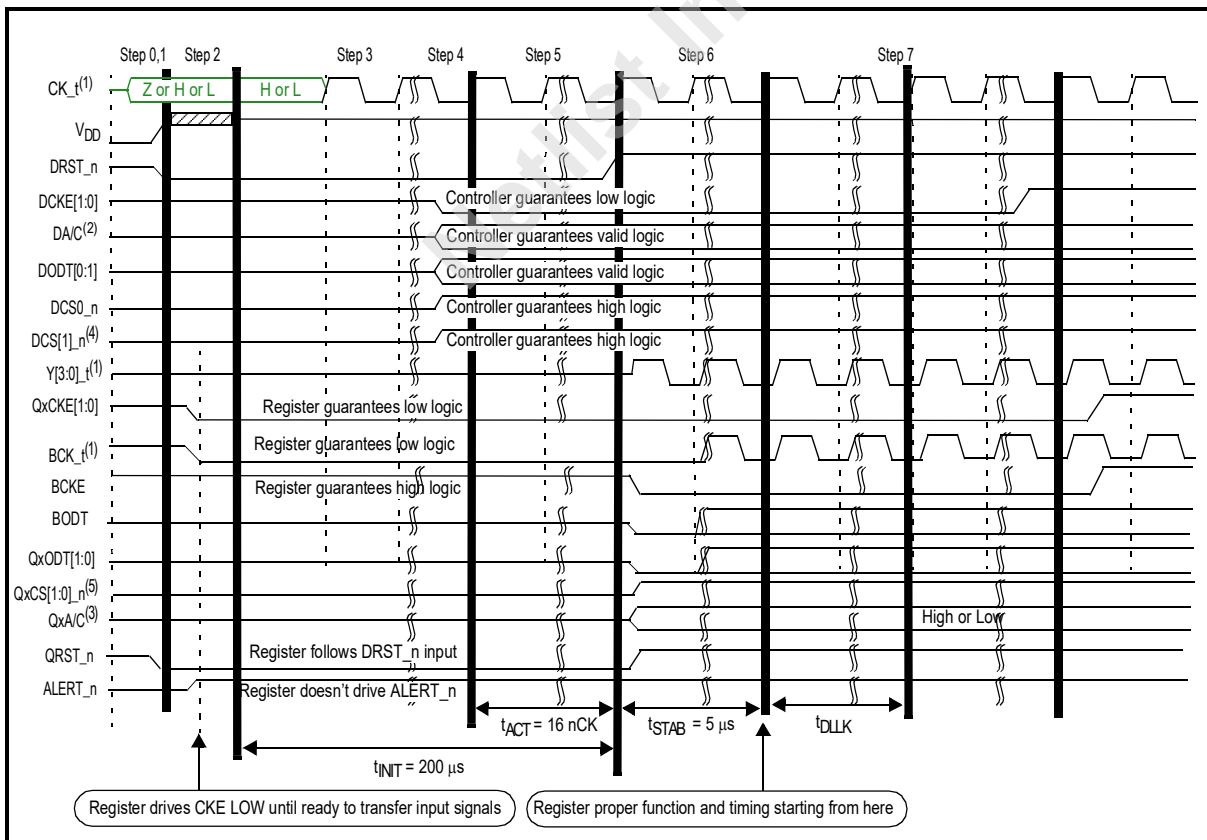 Netlist In
Step 0,1 Step 2 Step 3 Step 4 Step 5 Step 6 Step 7
CK_t(1) Z or H or L H or L
VDD
DRST_n
DCKE[1:0] Controller guarantees low logic
DA/C(2) Controller guarantees valid logic
DODT[0:1] Controller guarantees valid logic
DCS0_n Controller guarantees high logic
DCS[1]_n(4) Controller guarantees high logic
Y[3:0]_t(1)
QxCKE[1:0] Register guarantees low logic
BCK_t(1) Register guarantees low logic
BCKE Register guarantees high logic
BODT
QxODT[1:0]
QxCS[1:0]_n(5)
QxA/C(3) High or Low
QRST_n Register follows DRST_n input
ALERT_n Register doesn't drive ALERT_n
tACT = 16 nCK tSTAB = 5 μs tDLLK
tINIT = 200 μs
Register drives CKE LOW until ready to transfer input signals Register proper function and timing starting from here